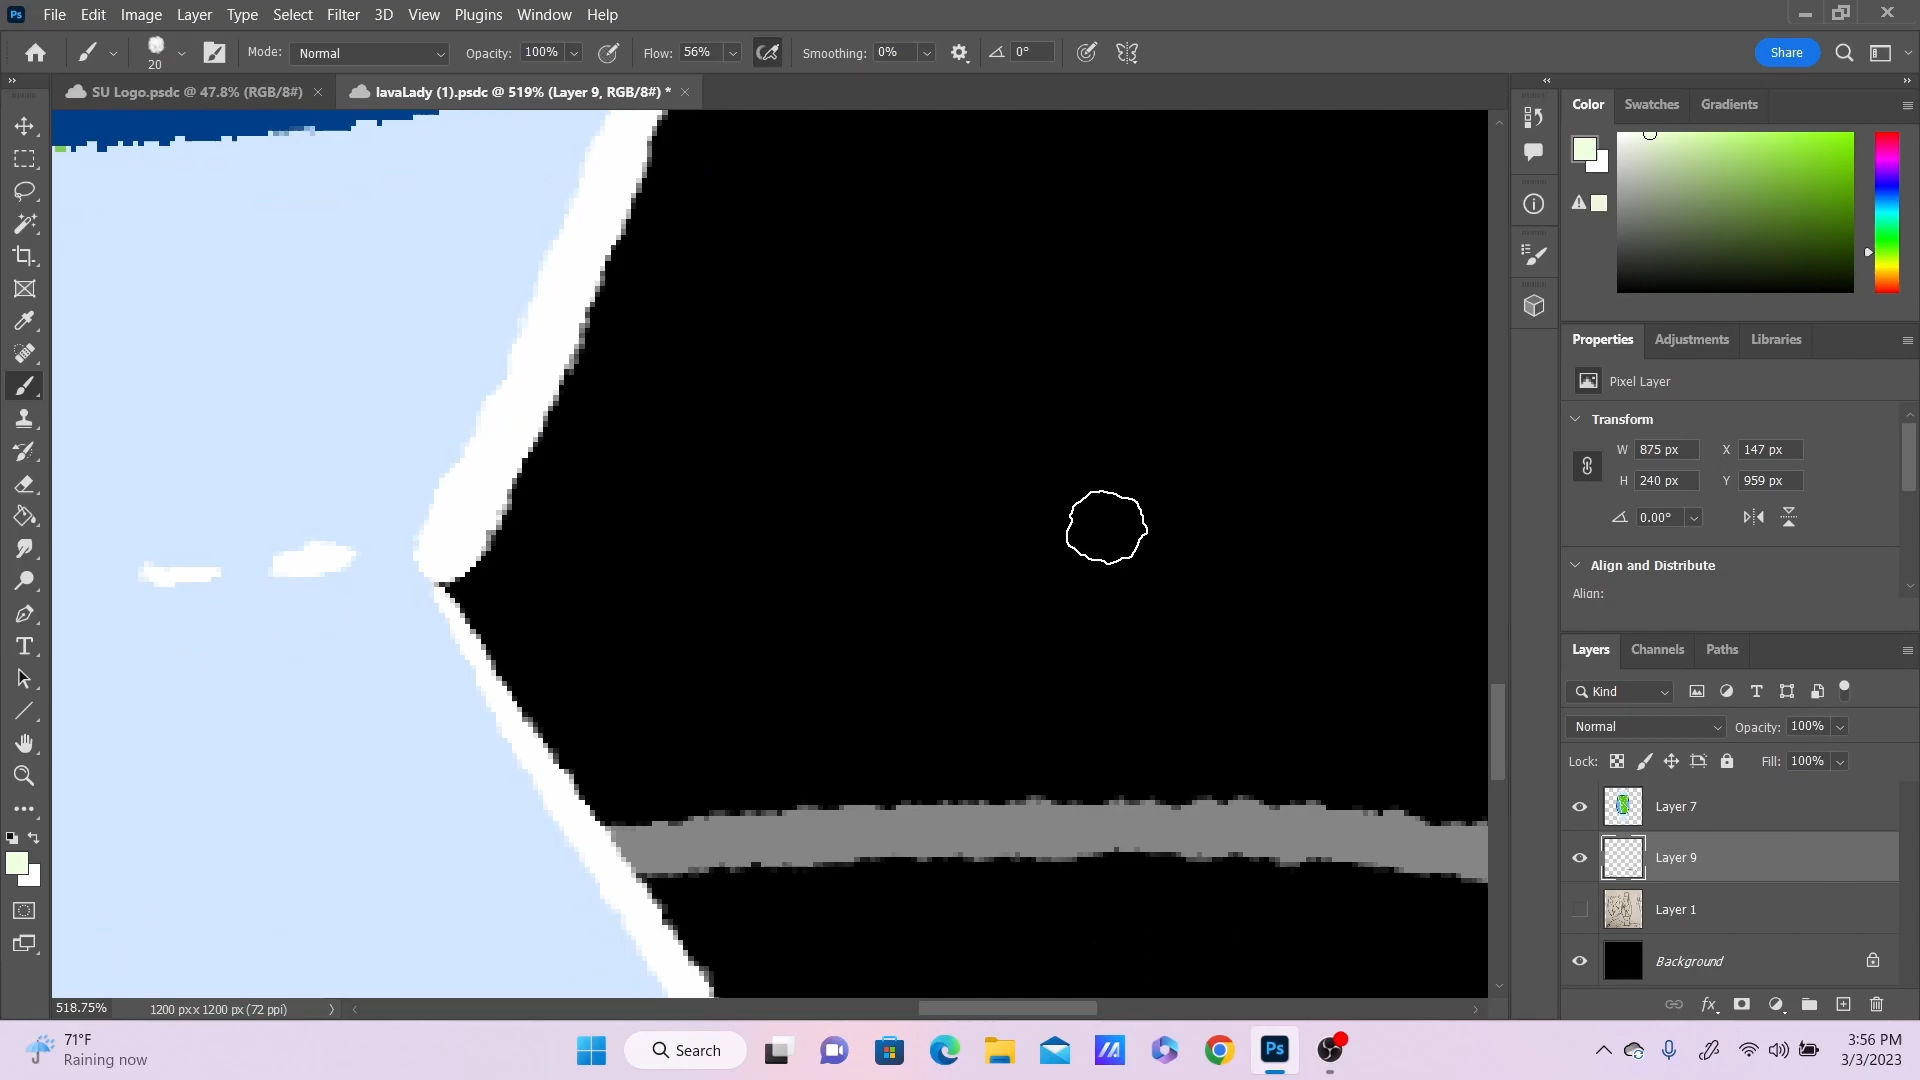 Ps File Edit Image Layer Type Select Filter 3D View Plugins Window Help
20 Mode: Normal Opacity: 100% Flow: 56% Smoothing: 0% 0° Share
SU Logo.psdc @ 47.8% (RGB/8#) lavaLady (1).psdc @ 519% (Layer 9, RGB/8#) *
Color Swatches Gradients
Properties Adjustments Libraries
Pixel Layer
Transform
W 875 px X 147 px
H 240 px Y 959 px
0.00°
Align and Distribute
Align:
Layers Channels Paths
Kind
Normal Opacity: 100%
Lock: Fill: 100%
Layer 7
Layer 9
Layer 1
Background
fx
518.75% 1200 px x 1200 px (72 ppi)
71°F
Raining now
Search
Ps
3:56 PM
3/3/2023